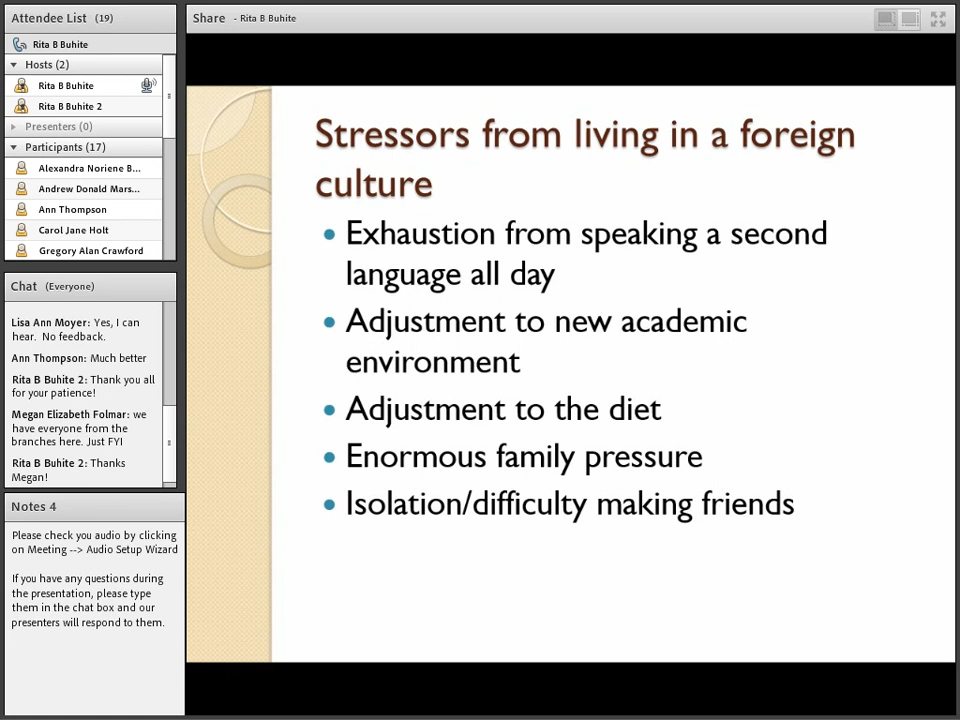 Attendee List (19)
Rita B Buhite
Hosts (2)
Rita B Buhite
Rita B Buhite 2
Presenters (0)
Participants (17)
Alexandra Noriene B...
Andrew Donald Mars...
Ann Thompson
Carol Jane Holt
Gregory Alan Crawford
Chat (Everyone)
Lisa Ann Moyer: Yes, I can
hear. No feedback.
Ann Thompson: Much better
Rita B Buhite 2: Thank you all
for your patience!
Megan Elizabeth Folmar: we
have everyone from the
branches here. Just FYI
Rita B Buhite 2: Thanks
Megan!
Notes 4
Please check you audio by clicking
on Meeting --> Audio Setup Wizard
If you have any questions during
the presentation, please type
them in the chat box and our
presenters will respond to them.
Share - Rita B Buhite
Stressors from living in a foreign
culture
• Exhaustion from speaking a second
language all day
• Adjustment to new academic
environment
• Adjustment to the diet
• Enormous family pressure
• Isolation/difficulty making friends